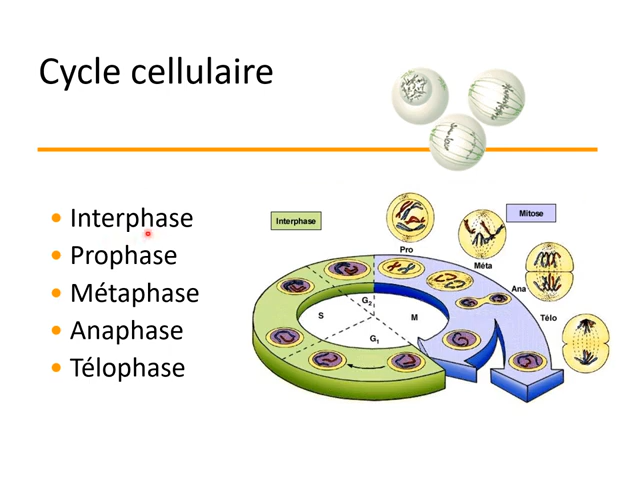 Cycle cellulaire
Interphase
Prophase
Métaphase
Anaphase
Télophase
Interphase
Mitose
Pro
Méta
Ana
Télo
G2
S
M
G1